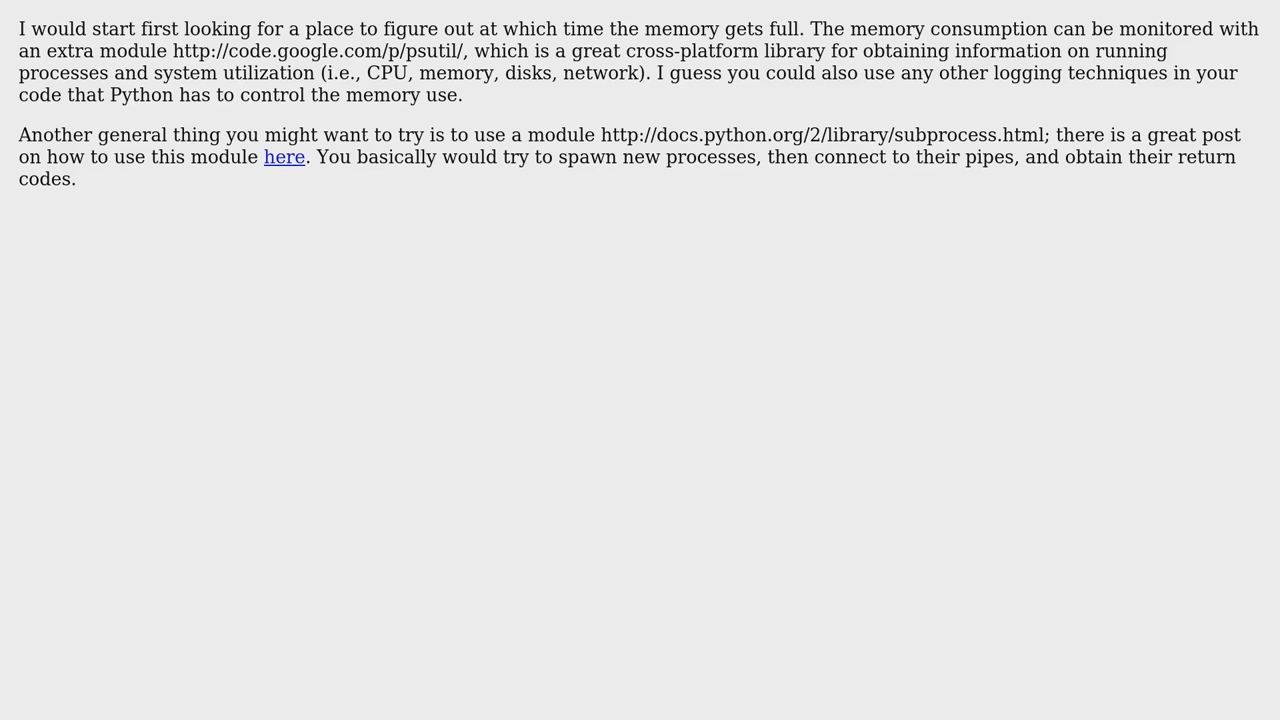 I would start first looking for a place to figure out at which time the memory gets full. The memory consumption can be monitored with
an extra module http://code.google.com/p/psutil/, which is a great cross-platform library for obtaining information on running
processes and system utilization (i.e., CPU, memory, disks, network). I guess you could also use any other logging techniques in your
code that Python has to control the memory use.
Another general thing you might want to try is to use a module http://docs.python.org/2/library/subprocess.html; there is a great post
on how to use this module here. You basically would try to spawn new processes, then connect to their pipes, and obtain their return
codes.